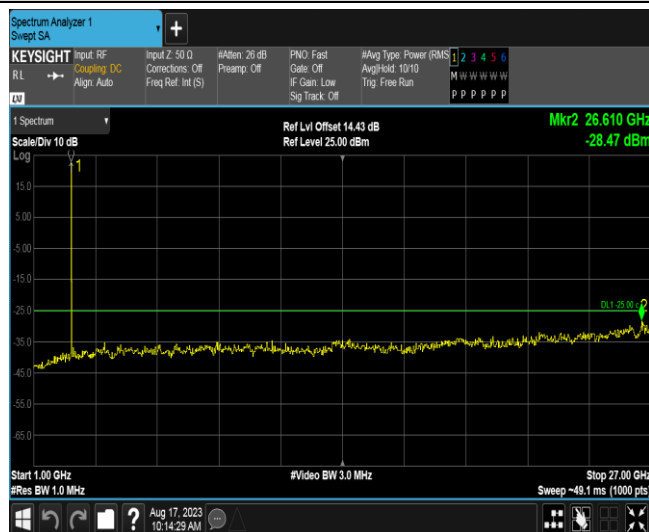 Spectrum Analyzer 1
Swept SA
+
KEYSIGHT
RL
LXI
Input: RF
Coupling: DC
Align: Auto
Input Z: 50 Ω
Corrections: Off
Freq Ref: Int (S)
#Atten: 26 dB
Preamp: Off
PNO: Fast
Gate: Off
IF Gain: Low
Sig Track: Off
#Avg Type: Power (RMS
Avg|Hold: 10/10
Trig: Free Run
1 2 3 4 5 6
M W W W W W
P P P P P P
1 Spectrum
Scale/Div 10 dB
Log
Ref Lvl Offset 14.43 dB
Ref Level 25.00 dBm
Mkr2 26.610 GHz
-28.47 dBm
1
15.0
5.00
-5.00
-15.0
-25.0
DL1 -25.00
2
-35.0
-45.0
-55.0
-65.0
Start 1.00 GHz
#Res BW 1.0 MHz
#Video BW 3.0 MHz
Stop 27.00 GHz
Sweep ~49.1 ms (1000 pts)
?
Aug 17, 2023
10:14:29 AM